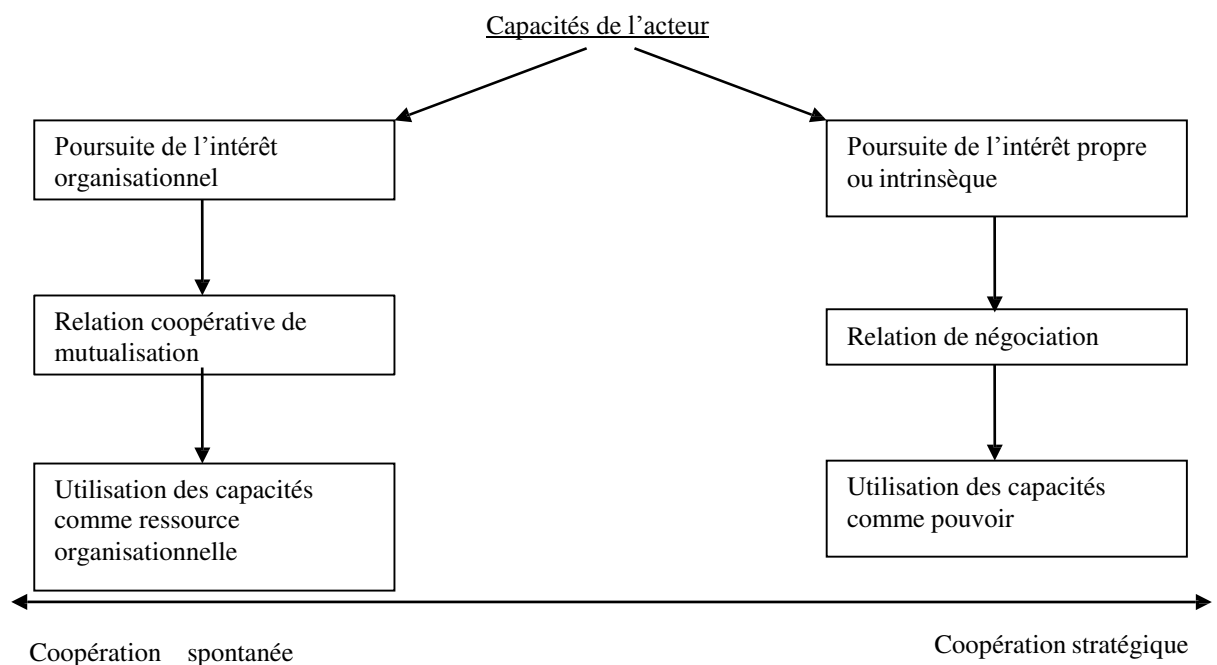 Capacités de l'acteur
Poursuite de l'intérêt
organisationnel
Poursuite de l'intérêt propre
ou intrinsèque
Relation coopérative de
mutualisation
Relation de négociation
Utilisation des capacités
comme ressource
organisationnelle
Utilisation des capacités
comme pouvoir
Coopération spontanée
Coopération stratégique